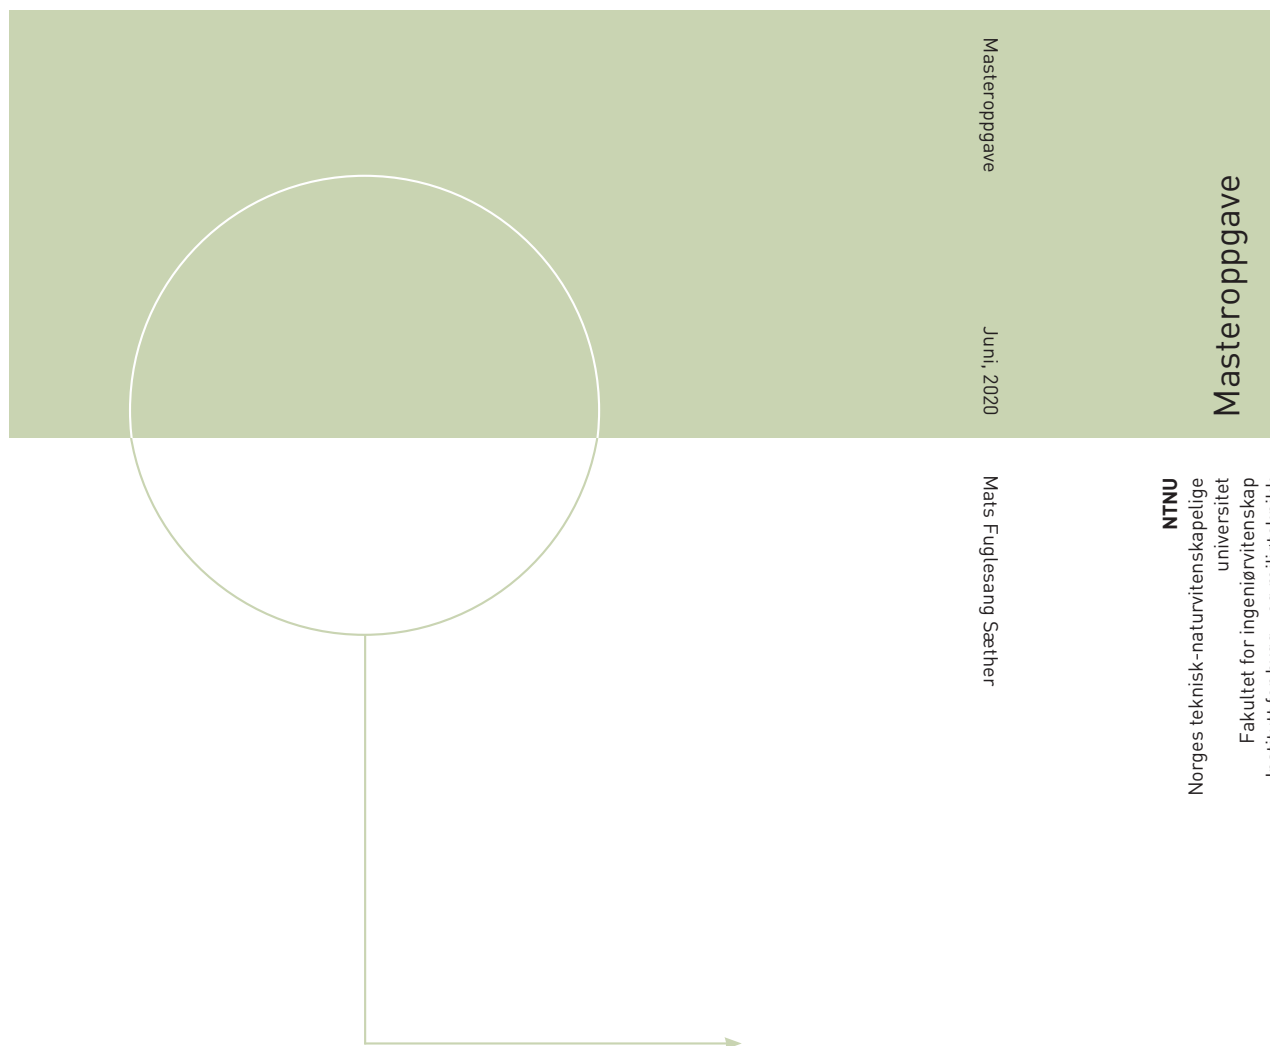 Masteroppgave
Juni, 2020
Mats Fuglesang Sæther
Masteroppgave
NTNU
Norges teknisk-naturvitenskapelige
universitet
Fakultet for ingeniørvitenskap